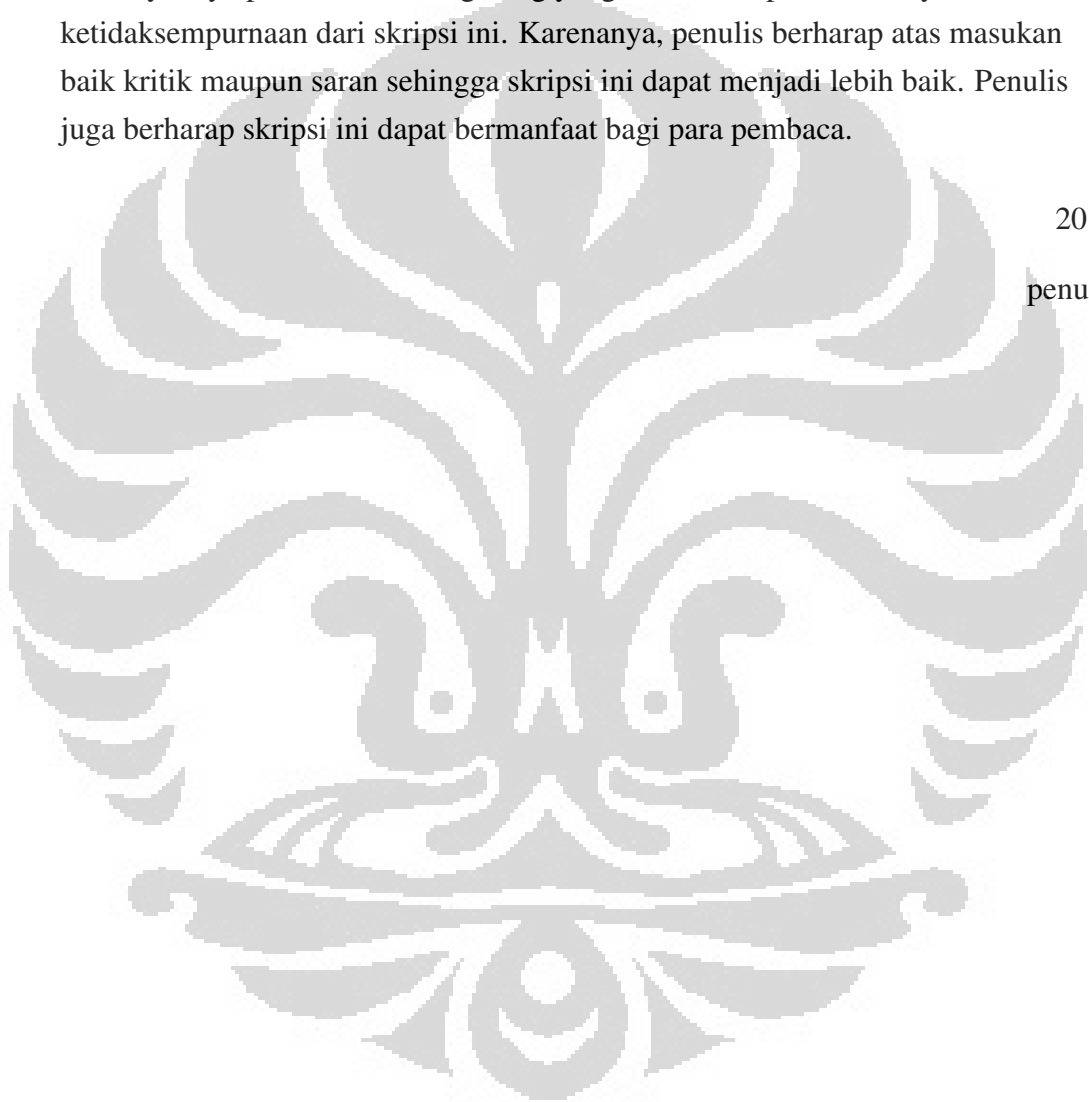 ketidaksempurnaan dari skripsi ini. Karenanya, penulis berharap atas masukan
baik kritik maupun saran sehingga skripsi ini dapat menjadi lebih baik. Penulis
juga berharap skripsi ini dapat bermanfaat bagi para pembaca.
20
penu